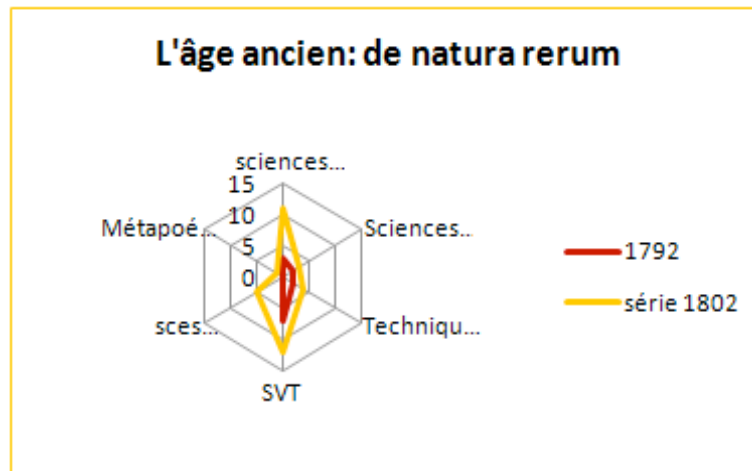 L'âge ancien: de natura rerum
sciences...
15
10
5
0
Métapoé...
Sciences...
sces...
Techniqu...
SVT
1792
série 1802